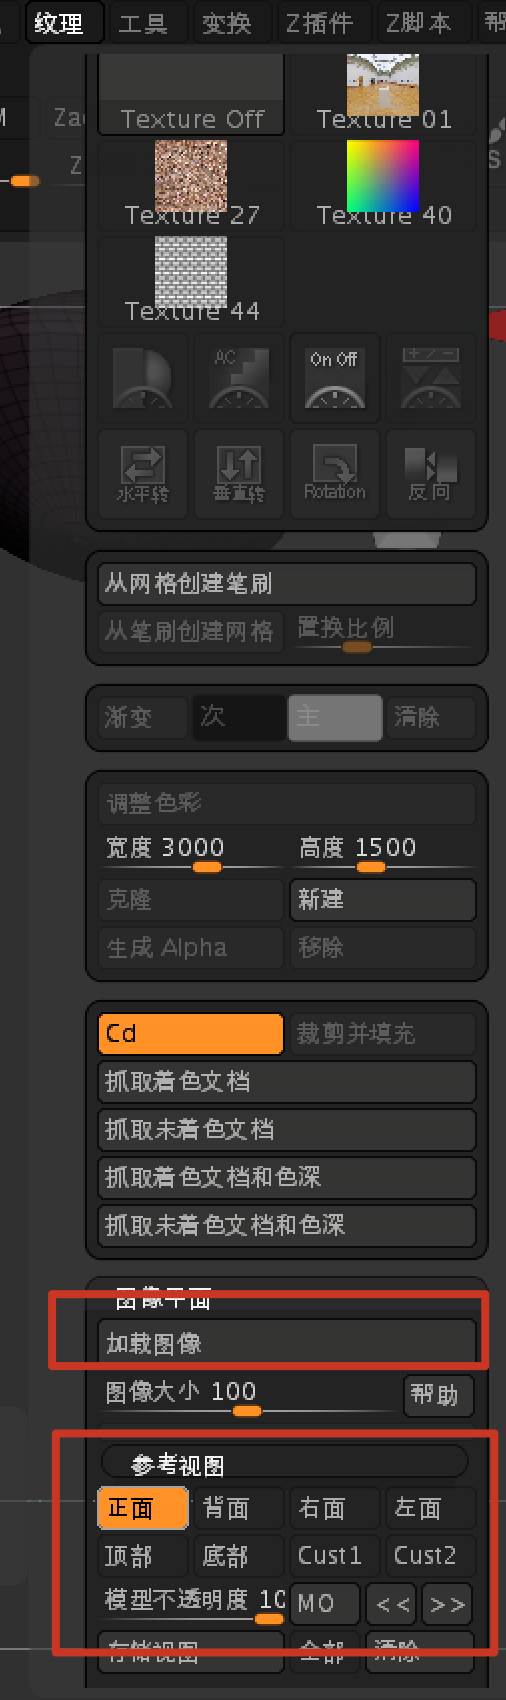 纹理 工具 变换 Z插件 Z脚本 帮
Za
Z
S
Texture Off Texture 01
Texture 27 Texture 40
Texture 44
AC On Off
水平转 垂直转 Rotation 反向
从网格创建笔刷
从笔刷创建网格 置换比例
渐变 次 主 清除
调整色彩
宽度 3000 高度 1500
克隆 新建
生成 Alpha 移除
Cd 裁剪并填充
抓取着色文档
抓取未着色文档
抓取着色文档和色深
抓取未着色文档和色深
图像平面
加载图像
图像大小 100 帮助
参考视图
正面 背面 右面 左面
顶部 底部 Cust1 Cust2
模型不透明度 10 MO << >>
存储视图 全部 清除